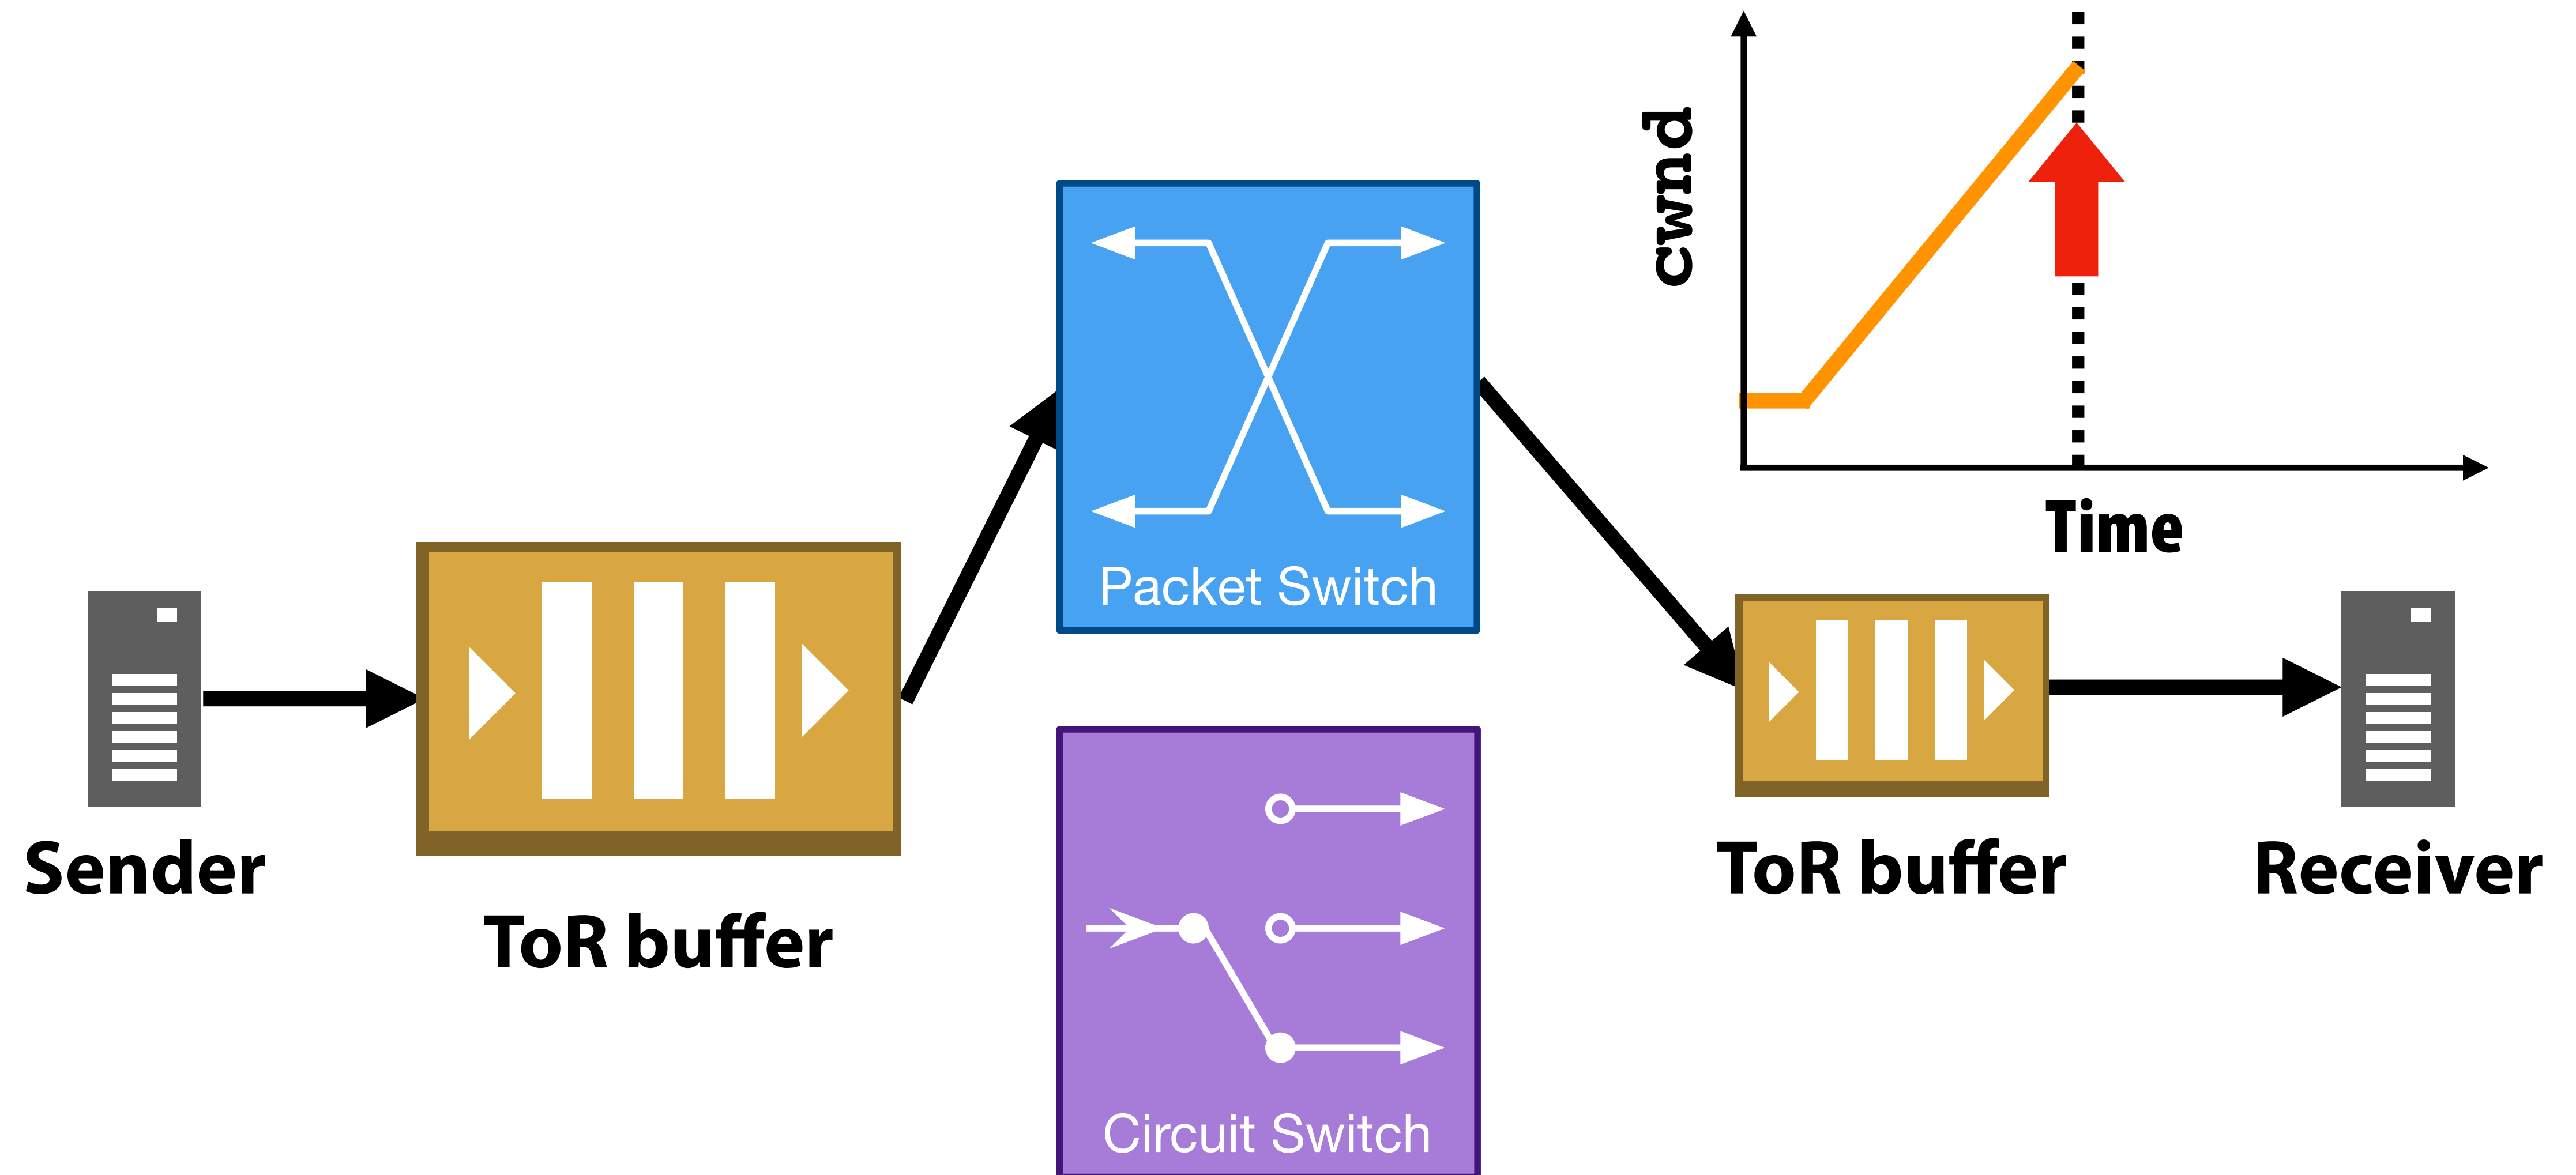 cwnd
Time
Packet Switch
Sender
ToR buffer
ToR buffer
Receiver
Circuit Switch